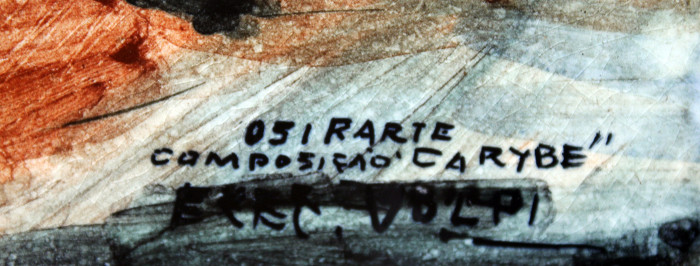 OSIRARTE
COMPOSIÇÃO CARYBE"
EXEC. VOLPI